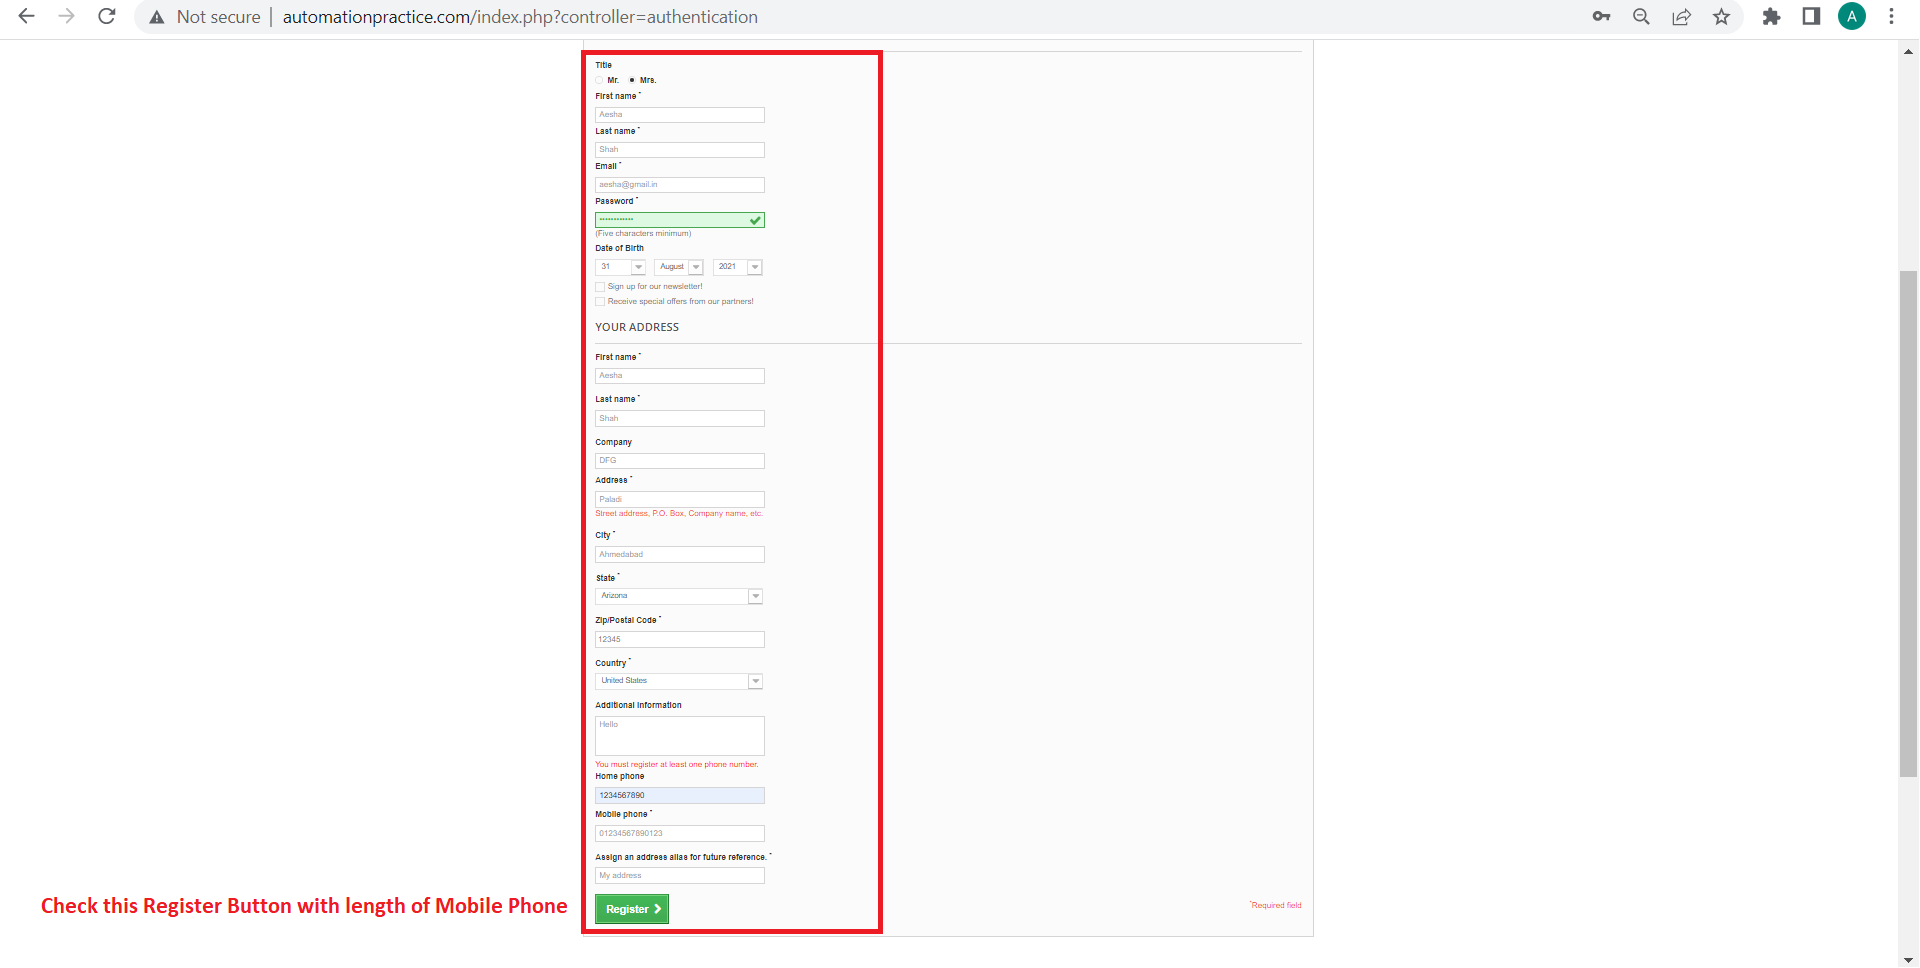 Not secure | automationpractice.com/index.php?controller=authentication
A
Title
Mr. Mrs.
First name *
Aesha
Last name *
Shah
Email *
aesha@gmail.in
Password *
••••••••••••
(Five characters minimum)
Date of Birth
31 August 2021
Sign up for our newsletter!
Receive special offers from our partners!
YOUR ADDRESS
First name *
Aesha
Last name *
Shah
Company
DFG
Address *
Paladi
Street address, P.O. Box, Company name, etc.
City *
Ahmedabad
State *
Arizona
Zip/Postal Code *
12345
Country *
United States
Additional information
Hello
You must register at least one phone number.
Home phone
1234567890
Mobile phone *
01234567890123
Assign an address alias for future reference. *
My address
Check this Register Button with length of Mobile Phone
Register
*Required field